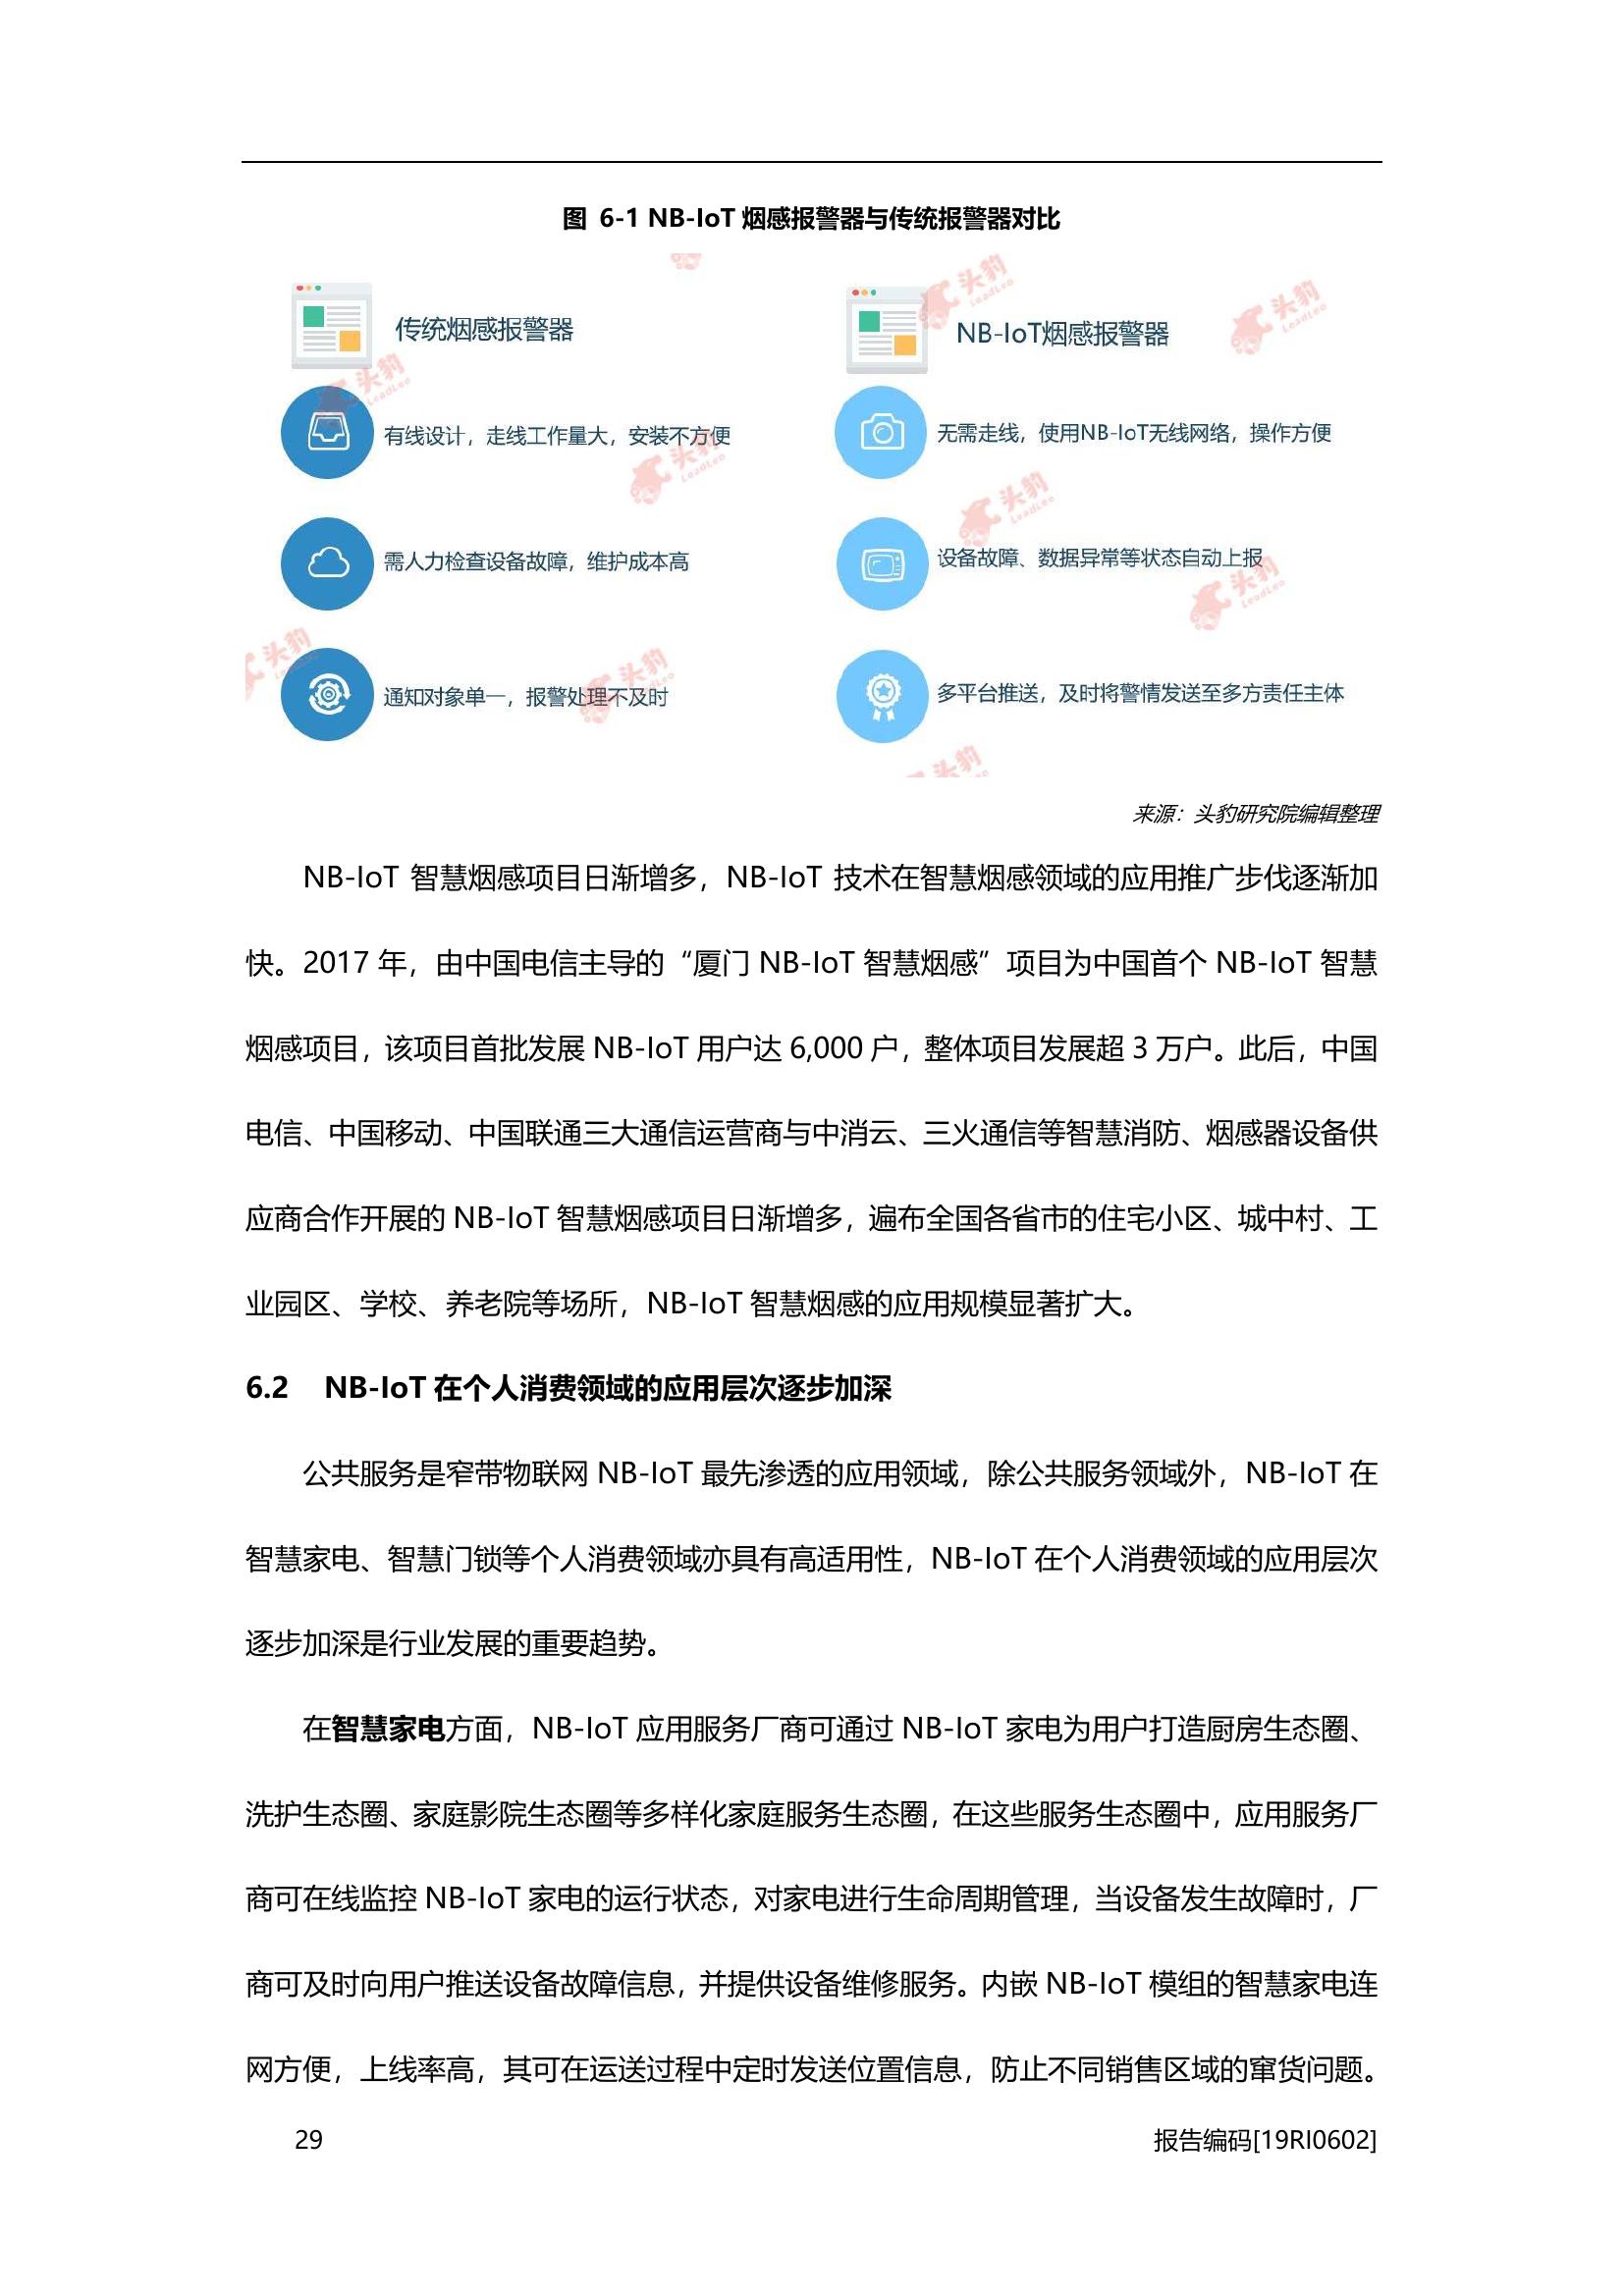 图 6-1 NB-IoT 烟感报警器与传统报警器对比
传统烟感报警器
有线设计，走线工作量大，安装不方便
需人力检查设备故障，维护成本高
通知对象单一，报警处理不及时
NB-IoT烟感报警器
无需走线，使用NB-IoT无线网络，操作方便
设备故障、数据异常等状态自动上报
多平台推送，及时将警情发送至多方责任主体
头豹
LeadLeo
来源：头豹研究院编辑整理
NB-IoT 智慧烟感项目日渐增多，NB-IoT 技术在智慧烟感领域的应用推广步伐逐渐加
快。2017 年，由中国电信主导的“厦门 NB-IoT 智慧烟感”项目为中国首个 NB-IoT 智慧
烟感项目，该项目首批发展 NB-IoT 用户达 6,000 户，整体项目发展超 3 万户。此后，中国
电信、中国移动、中国联通三大通信运营商与中消云、三火通信等智慧消防、烟感器设备供
应商合作开展的 NB-IoT 智慧烟感项目日渐增多，遍布全国各省市的住宅小区、城中村、工
业园区、学校、养老院等场所，NB-IoT 智慧烟感的应用规模显著扩大。
6.2 NB-IoT 在个人消费领域的应用层次逐步加深
公共服务是窄带物联网 NB-IoT 最先渗透的应用领域，除公共服务领域外，NB-IoT 在
智慧家电、智慧门锁等个人消费领域亦具有高适用性，NB-IoT 在个人消费领域的应用层次
逐步加深是行业发展的重要趋势。
在智慧家电方面，NB-IoT 应用服务厂商可通过 NB-IoT 家电为用户打造厨房生态圈、
洗护生态圈、家庭影院生态圈等多样化家庭服务生态圈，在这些服务生态圈中，应用服务厂
商可在线监控 NB-IoT 家电的运行状态，对家电进行生命周期管理，当设备发生故障时，厂
商可及时向用户推送设备故障信息，并提供设备维修服务。内嵌 NB-IoT 模组的智慧家电连
网方便，上线率高，其可在运送过程中定时发送位置信息，防止不同销售区域的窜货问题。
29
报告编码[19RI0602]